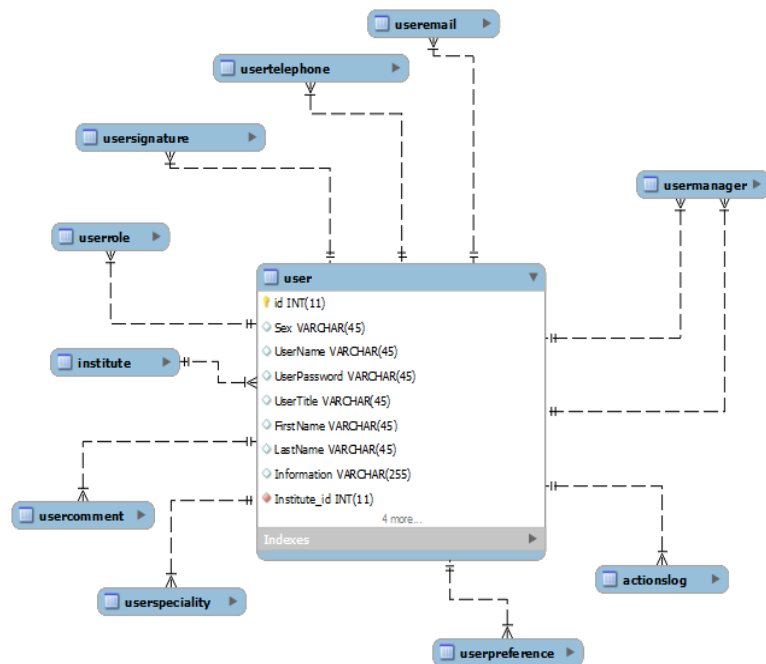 useremail
usertelephone
usersignature
usermanager
userrole
user
id INT(11)
Sex VARCHAR(45)
UserName VARCHAR(45)
UserPassword VARCHAR(45)
UserTitle VARCHAR(45)
FirstName VARCHAR(45)
LastName VARCHAR(45)
Information VARCHAR(255)
Institute_id INT(11)
4 more...
Indexes
institute
usercomment
userspeciality
actionslog
userpreference